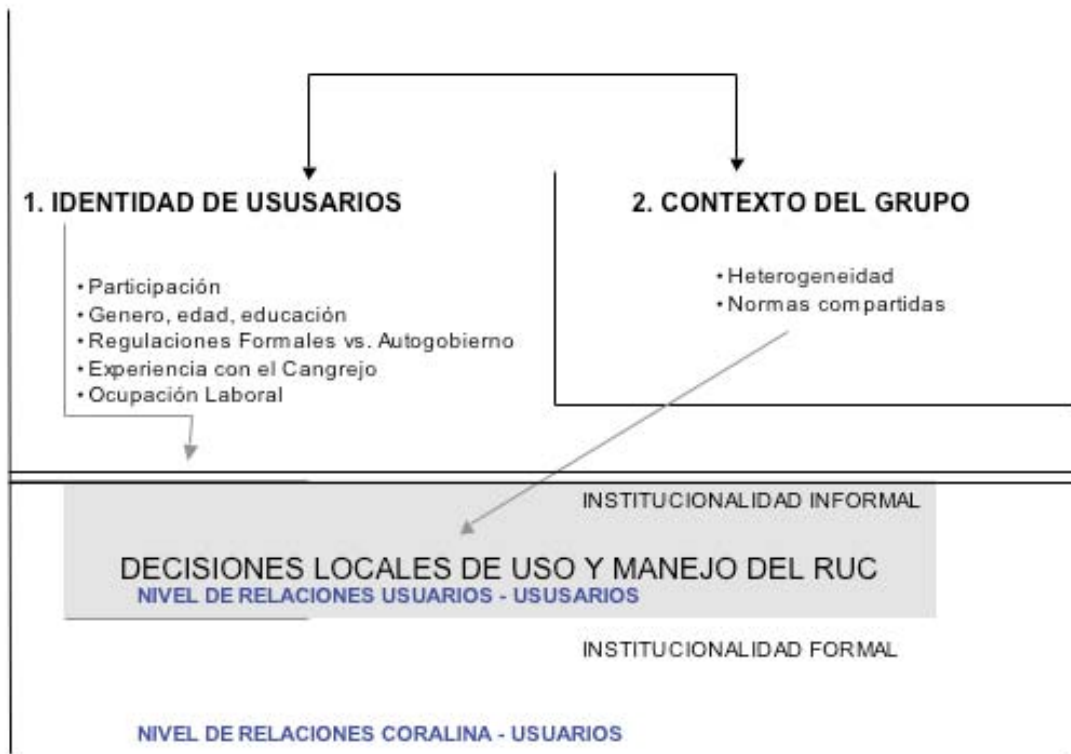 1. IDENTIDAD DE USUSARIOS
• Participación
• Genero, edad, educación
• Regulaciones Formales vs. Autogobierno
• Experiencia con el Cangrejo
• Ocupación Laboral
2. CONTEXTO DEL GRUPO
• Heterogeneidad
• Normas compartidas
INSTITUCIONALIDAD INFORMAL
DECISIONES LOCALES DE USO Y MANEJO DEL RUC
NIVEL DE RELACIONES USUARIOS - USUSARIOS
INSTITUCIONALIDAD FORMAL
NIVEL DE RELACIONES CORALINA - USUARIOS